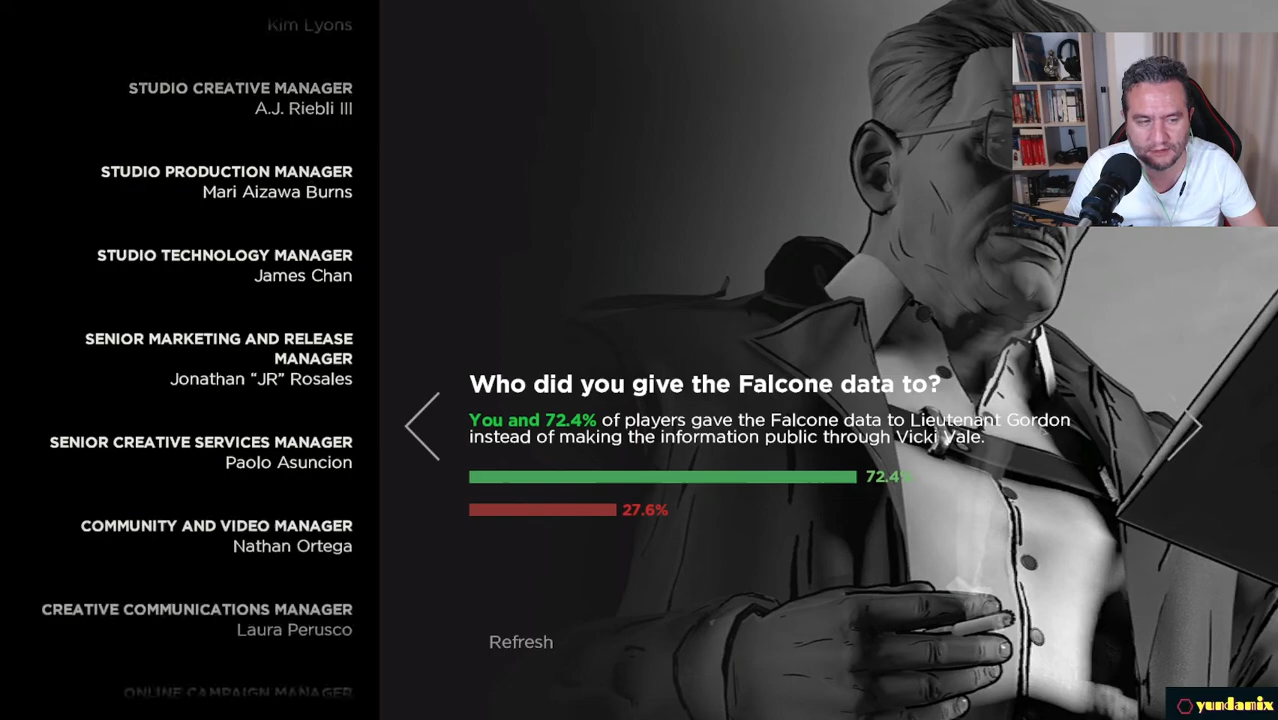 Kim Lyons
STUDIO CREATIVE MANAGER
A.J. Riebli III
STUDIO PRODUCTION MANAGER
Mari Aizawa Burns
STUDIO TECHNOLOGY MANAGER
James Chan
SENIOR MARKETING AND RELEASE
MANAGER
Jonathan “JR” Rosales
SENIOR CREATIVE SERVICES MANAGER
Paolo Asuncion
COMMUNITY AND VIDEO MANAGER
Nathan Ortega
CREATIVE COMMUNICATIONS MANAGER
Laura Perusco
ONLINE CAMPAIGN MANAGER
Who did you give the Falcone data to?
You and 72.4% of players gave the Falcone data to Lieutenant Gordon
instead of making the information public through Vicki Vale.
72.4%
27.6%
Refresh
yundamix